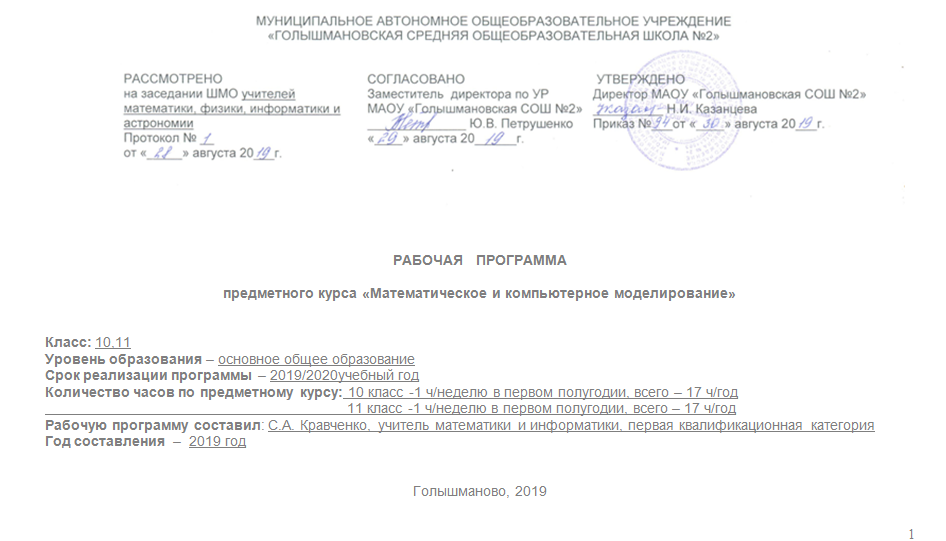 МУНИЦИПАЛЬНОЕ АВТОНОМНОЕ ОБЩЕОБРАЗОВАТЕЛЬНОЕ УЧРЕЖДЕНИЕ
«ГОЛЫШМАНОВСКАЯ СРЕДНЯЯ ОБЩЕОБРАЗОВАТЕЛЬНАЯ ШКОЛА №2»
РАССМОТРЕНО
на заседании ШМО учителей
математики, физики, информатики и
астрономии
Протокол № 1
от «28» августа 2019г.
СОГЛАСОВАНО
Заместитель директора по УР
МАОУ «Голышмановская СОШ №2»
Ю.В. Петрушенко
«29» августа 2019г.
УТВЕРЖДЕНО
Директор МАОУ «Голышмановская СОШ №2»
Н.И. Казанцева
Приказ №94 от «30» августа 2019г.
РАБОЧАЯ ПРОГРАММА
предметного курса «Математическое и компьютерное моделирование»
Класс: 10,11
Уровень образования – основное общее образование
Срок реализации программы – 2019/2020учебный год
Количество часов по предметному курсу: 10 класс -1 ч/неделю в первом полугодии, всего – 17 ч/год
11 класс -1 ч/неделю в первом полугодии, всего – 17 ч/год
Рабочую программу составил: С.А. Кравченко, учитель математики и информатики, первая квалификационная категория
Год составления – 2019 год
Голышманово, 2019
1